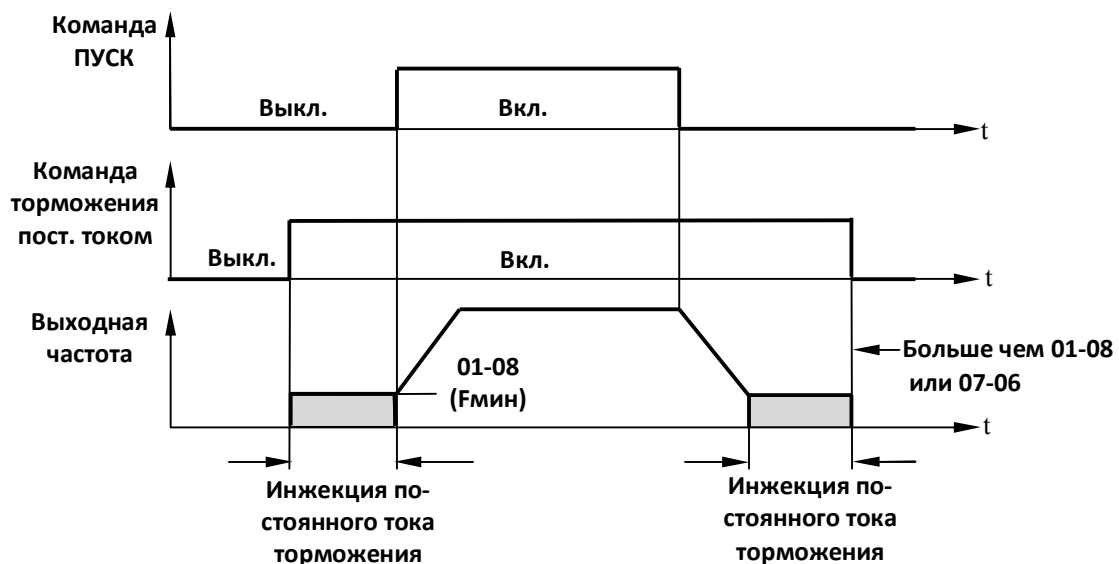 Команда
ПУСК
Выкл.
Вкл.
t
Команда
торможения
пост. током
Выкл.
Вкл.
t
Выходная
частота
01-08
(Fмин)
Больше чем 01-08
или 07-06
t
Инжекция по-
стоянного тока
торможения
Инжекция по-
стоянного тока
торможения